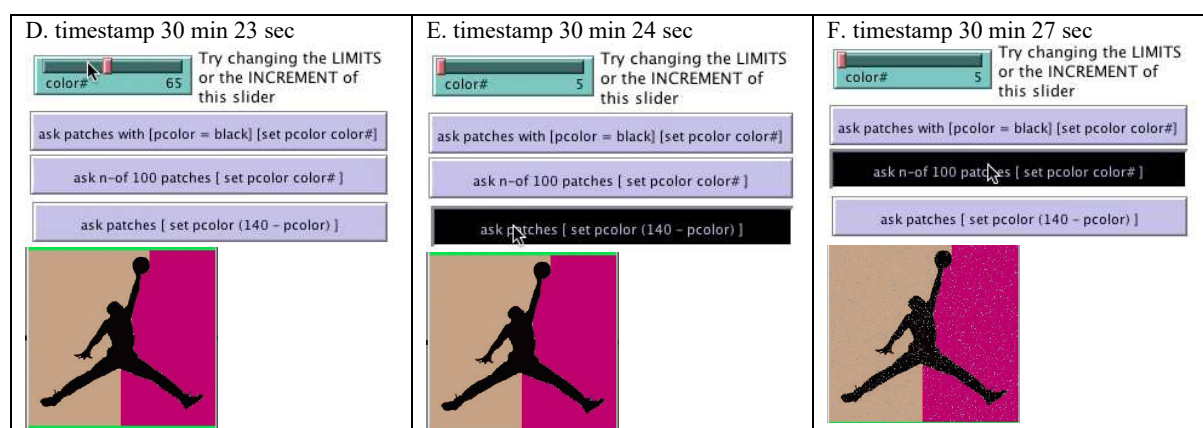 D. timestamp 30 min 23 sec
color# 65
Try changing the LIMITS
or the INCREMENT of
this slider
ask patches with [pcolor = black] [set pcolor color#]
ask n-of 100 patches [ set pcolor color# ]
ask patches [ set pcolor (140 - pcolor) ]
E. timestamp 30 min 24 sec
color# 5
Try changing the LIMITS
or the INCREMENT of
this slider
ask patches with [pcolor = black] [set pcolor color#]
ask n-of 100 patches [ set pcolor color# ]
ask patches [ set pcolor (140 - pcolor) ]
F. timestamp 30 min 27 sec
color# 5
Try changing the LIMITS
or the INCREMENT of
this slider
ask patches with [pcolor = black] [set pcolor color#]
ask n-of 100 patches [ set pcolor color# ]
ask patches [ set pcolor (140 - pcolor) ]